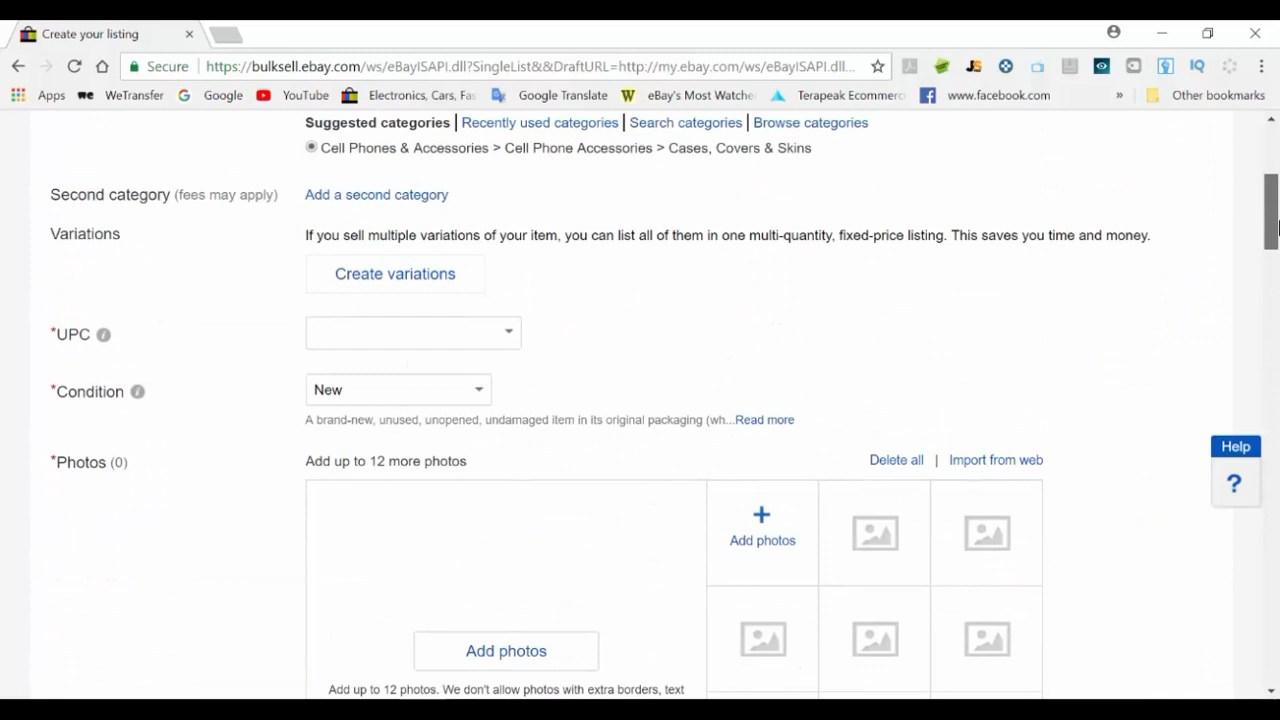 Create your listing
Secure https://bulksell.ebay.com/ws/eBayISAPI.dll?SingleList&&DraftURL=http://my.ebay.com/ws/eBayISAPI.dll...
JS IQ
Apps we WeTransfer G Google YouTube Electronics, Cars, Fas Google Translate W eBay's Most Watche Terapeak Ecommerc f www.facebook.com » Other bookmarks
Suggested categories | Recently used categories | Search categories | Browse categories
Cell Phones & Accessories > Cell Phone Accessories > Cases, Covers & Skins
Second category (fees may apply) Add a second category
Variations If you sell multiple variations of your item, you can list all of them in one multi-quantity, fixed-price listing. This saves you time and money.
Create variations
*UPC i
*Condition i New
A brand-new, unused, unopened, undamaged item in its original packaging (wh...Read more
Help
?
*Photos (0) Add up to 12 more photos Delete all | Import from web
+
Add photos
Add photos
Add up to 12 photos. We don't allow photos with extra borders, text